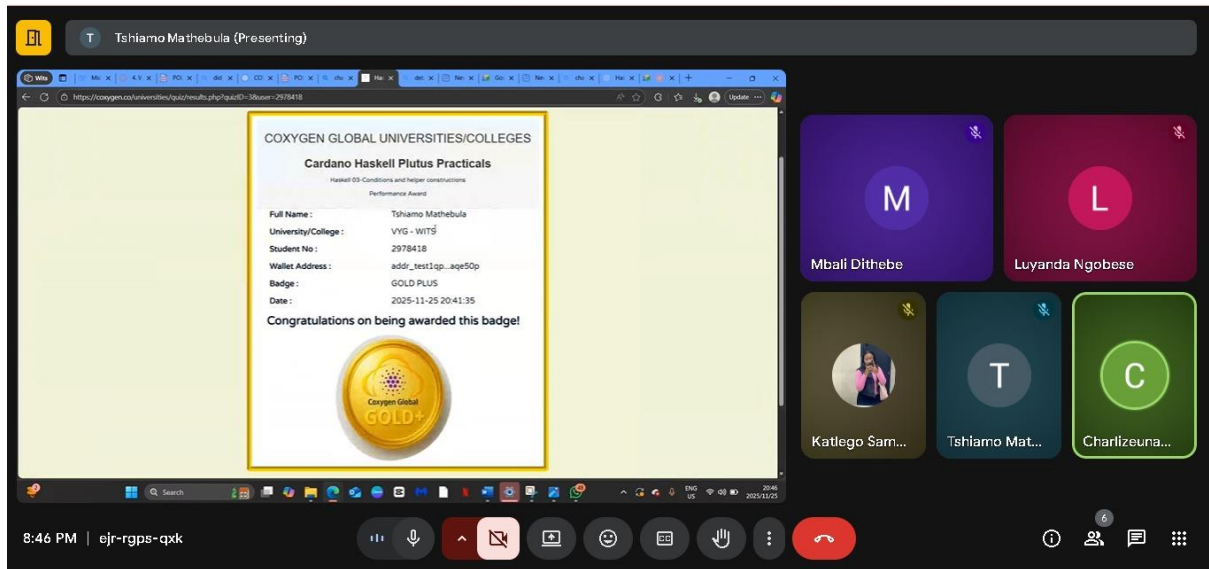 T Tshiamo Mathebula (Presenting)
Wits
https://coxygen.co/universities/quiz/results.php?quizID=3&user=2978418
Update
COXYGEN GLOBAL UNIVERSITIES/COLLEGES
Cardano Haskell Plutus Practicals
Haskell 03-Conditions and helper constructions
Performance Award
Full Name : Tshiamo Mathebula
University/College : VYG - WITS
Student No : 2978418
Wallet Address : addr_test1qp...aqe50p
Badge : GOLD PLUS
Date : 2025-11-25 20:41:35
Congratulations on being awarded this badge!
Coxygen Global
GOLD+
Search
ENG
US
20:46
2025/11/25
M
Mbali Dithebe
L
Luyanda Ngobese
Katlego Sam...
T
Tshiamo Mat...
C
Charlizeuna...
8:46 PM | ejr-rgps-qxk
6